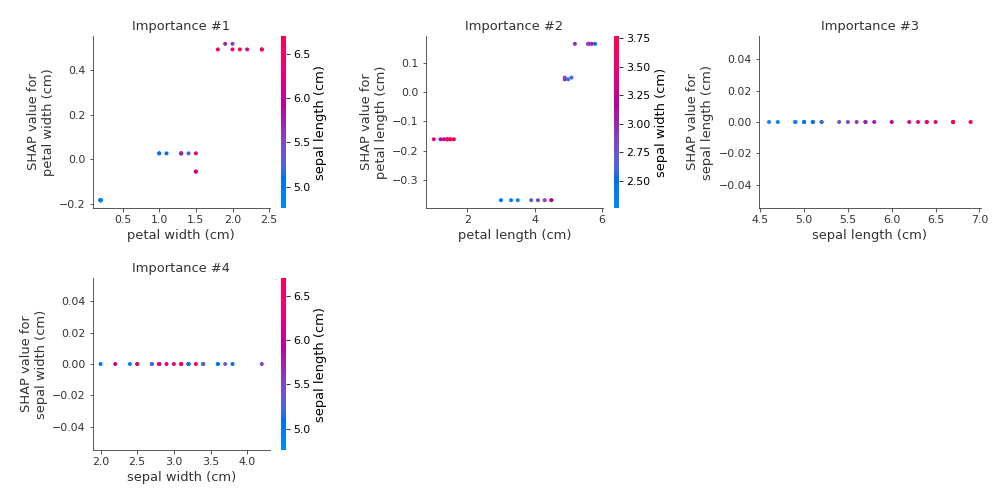 Importance #1
SHAP value for
petal width (cm)
0.4
0.2
0.0
−0.2
0.5
1.0
1.5
2.0
2.5
petal width (cm)
6.5
6.0
5.5
5.0
sepal length (cm)
Importance #2
SHAP value for
petal length (cm)
0.1
0.0
−0.1
−0.2
−0.3
2
4
6
petal length (cm)
3.75
3.50
3.25
3.00
2.75
2.50
sepal width (cm)
Importance #3
SHAP value for
sepal length (cm)
0.04
0.02
0.00
−0.02
−0.04
4.5
5.0
5.5
6.0
6.5
7.0
sepal length (cm)
Importance #4
SHAP value for
sepal width (cm)
0.04
0.02
0.00
−0.02
−0.04
2.0
2.5
3.0
3.5
4.0
sepal width (cm)
6.5
6.0
5.5
5.0
sepal length (cm)